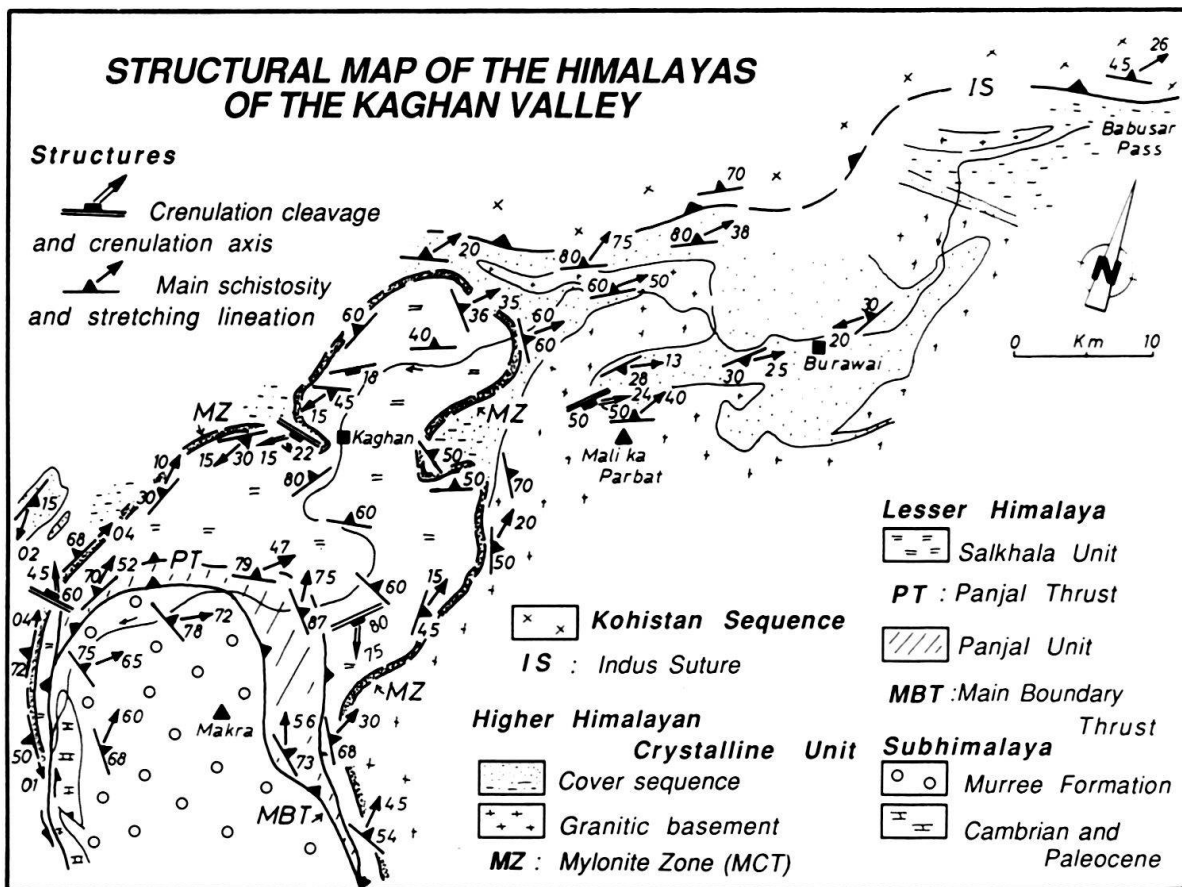 STRUCTURAL MAP OF THE HIMALAYAS
OF THE KAGHAN VALLEY
Structures
Crenulation cleavage
and crenulation axis
Main schistosity
and stretching lineation
26
45
IS
Babusar
Pass
N
0 Km 10
70
75
80
38
80
20
60
50
35
36
60
60
60
40
18
45
15
MZ
MZ
30
20
Burawai
13
28
30
25
24
50
50
40
Mali ka
Parbat
Kaghan
15
30
15
22
10
30
80
50
50
70
60
20
50
15
02
68
04
45
60
70
52
PT
79
47
75
60
15
45
04
72
78
72
87
80
75
75
65
MZ
60
68
Makra
56
73
30
68
50
01
MBT
45
54
Kohistan Sequence
IS : Indus Suture
Higher Himalayan
Crystalline Unit
Cover sequence
Granitic basement
MZ : Mylonite Zone (MCT)
Lesser Himalaya
Salkhala Unit
PT : Panjal Thrust
Panjal Unit
MBT : Main Boundary
Thrust
Subhimalaya
Murree Formation
Cambrian and
Paleocene